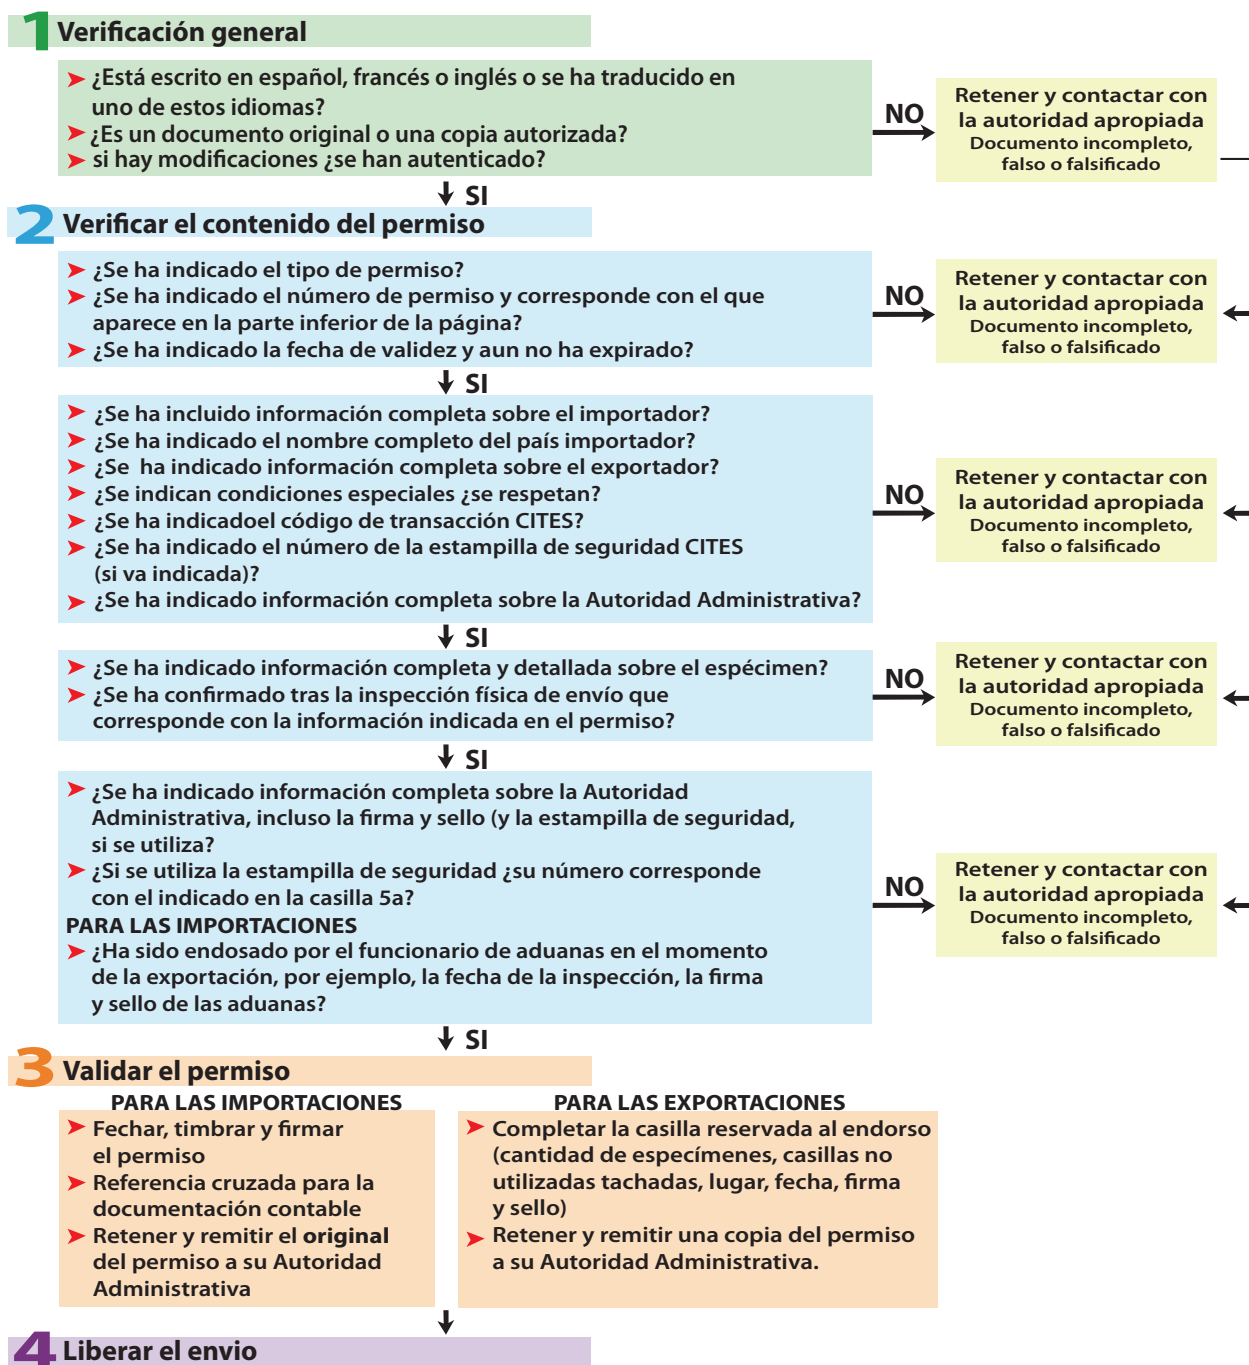 1 Verificación general
¿Está escrito en español, francés o inglés o se ha traducido en
uno de estos idiomas?
¿Es un documento original o una copia autorizada?
si hay modificaciones ¿se han autenticado?
NO
Retener y contactar con
la autoridad apropiada
Documento incompleto,
falso o falsificado
SI
2 Verificar el contenido del permiso
¿Se ha indicado el tipo de permiso?
¿Se ha indicado el número de permiso y corresponde con el que
aparece en la parte inferior de la página?
¿Se ha indicado la fecha de validez y aun no ha expirado?
NO
Retener y contactar con
la autoridad apropiada
Documento incompleto,
falso o falsificado
SI
¿Se ha incluido información completa sobre el importador?
¿Se ha indicado el nombre completo del país importador?
¿Se  ha indicado información completa sobre el exportador?
¿Se indican condiciones especiales ¿se respetan?
¿Se ha indicadoel código de transacción CITES?
¿Se ha indicado el número de la estampilla de seguridad CITES
(si va indicada)?
¿Se ha indicado información completa sobre la Autoridad Administrativa?
NO
Retener y contactar con
la autoridad apropiada
Documento incompleto,
falso o falsificado
SI
¿Se ha indicado información completa y detallada sobre el espécimen?
¿Se ha confirmado tras la inspección física de envío que
corresponde con la información indicada en el permiso?
NO
Retener y contactar con
la autoridad apropiada
Documento incompleto,
falso o falsificado
SI
¿Se ha indicado información completa sobre la Autoridad
Administrativa, incluso la firma y sello (y la estampilla de seguridad,
si se utiliza?
¿Si se utiliza la estampilla de seguridad ¿su número corresponde
con el indicado en la casilla 5a?
PARA LAS IMPORTACIONES
¿Ha sido endosado por el funcionario de aduanas en el momento
de la exportación, por ejemplo, la fecha de la inspección, la firma
y sello de las aduanas?
NO
Retener y contactar con
la autoridad apropiada
Documento incompleto,
falso o falsificado
SI
3 Validar el permiso
PARA LAS IMPORTACIONES
Fechar, timbrar y firmar
el permiso
Referencia cruzada para la
documentación contable
Retener y remitir el original
del permiso a su Autoridad
Administrativa
PARA LAS EXPORTACIONES
Completar la casilla reservada al endorso
(cantidad de especímenes, casillas no
utilizadas tachadas, lugar, fecha, firma
y sello)
Retener y remitir una copia del permiso
a su Autoridad Administrativa.
4 Liberar el envio